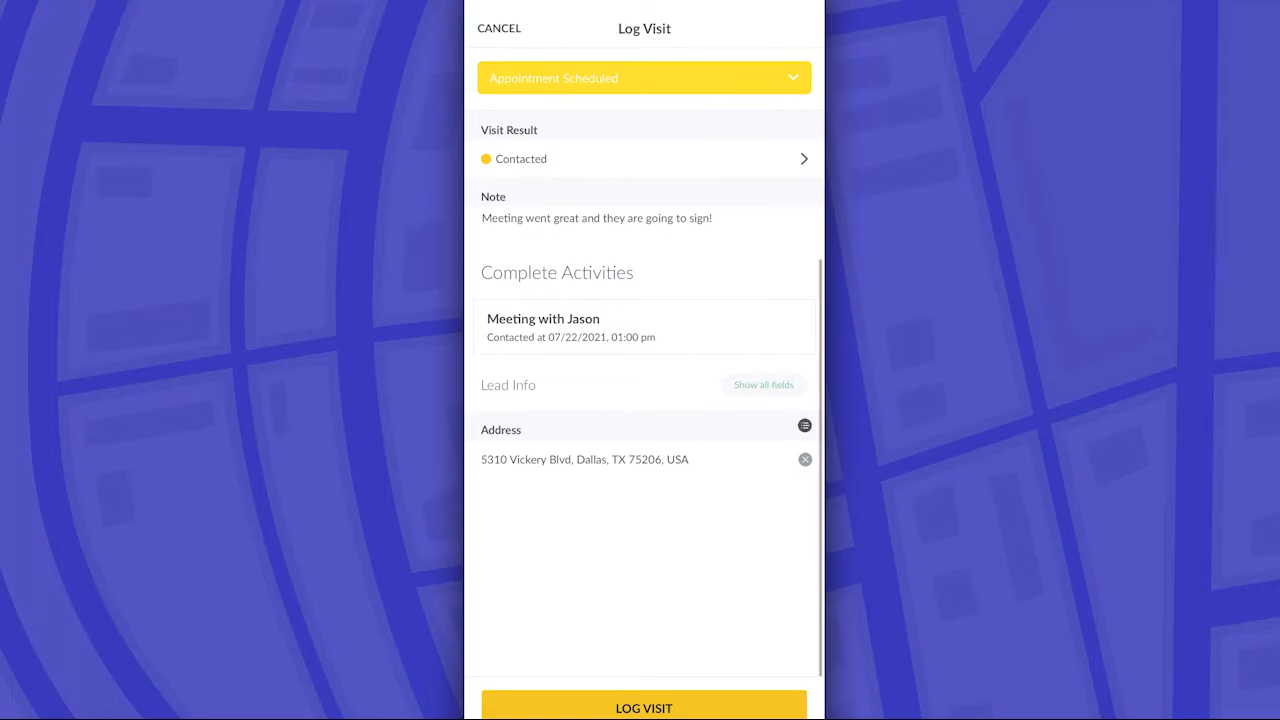 CANCEL
Log Visit
Appointment Scheduled
Visit Result
Contacted
Note
Meeting went great and they are going to sign!
Complete Activities
Meeting with Jason
Contacted at 07/22/2021, 01:00 pm
Lead Info
Show all fields
Address
5310 Vickery Blvd, Dallas, TX 75206, USA
LOG VISIT